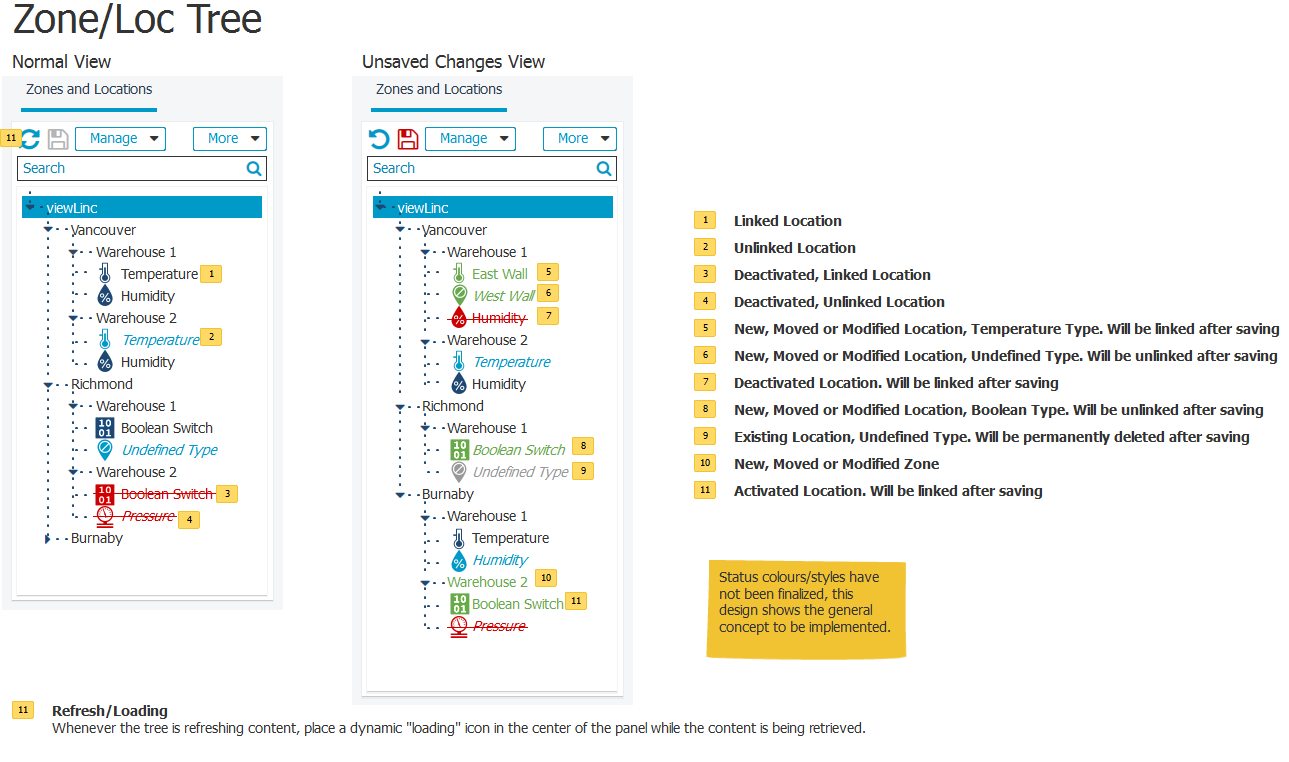 Zone/Loc Tree
Normal View
Zones and Locations
11
Manage
More
Search
viewLinc
Vancouver
Warehouse 1
Temperature 1
% Humidity
Warehouse 2
Temperature 2
% Humidity
Richmond
Warehouse 1
10
01 Boolean Switch
Undefined Type
Warehouse 2
10
01 Boolean Switch 3
Pressure 4
Burnaby
Unsaved Changes View
Zones and Locations
Manage
More
Search
viewLinc
Vancouver
Warehouse 1
East Wall 5
West Wall 6
% Humidity 7
Warehouse 2
Temperature
% Humidity
Richmond
Warehouse 1
10
01 Boolean Switch 8
Undefined Type 9
Burnaby
Warehouse 1
Temperature
% Humidity
Warehouse 2 10
10
01 Boolean Switch 11
Pressure
1 Linked Location
2 Unlinked Location
3 Deactivated, Linked Location
4 Deactivated, Unlinked Location
5 New, Moved or Modified Location, Temperature Type. Will be linked after saving
6 New, Moved or Modified Location, Undefined Type. Will be unlinked after saving
7 Deactivated Location. Will be linked after saving
8 New, Moved or Modified Location, Boolean Type. Will be unlinked after saving
9 Existing Location, Undefined Type. Will be permanently deleted after saving
10 New, Moved or Modified Zone
11 Activated Location. Will be linked after saving
Status colours/styles have
not been finalized, this
design shows the general
concept to be implemented.
11 Refresh/Loading
Whenever the tree is refreshing content, place a dynamic "loading" icon in the center of the panel while the content is being retrieved.